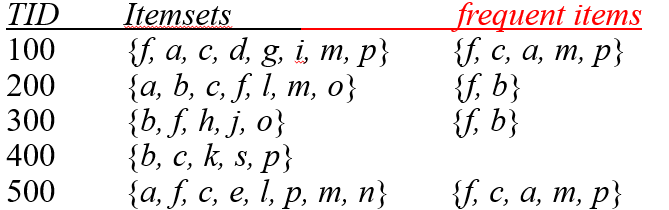 TID Itemsets frequent items
100 {f, a, c, d, g, i, m, p} {f, c, a, m, p}
200 {a, b, c, f, l, m, o} {f, b}
300 {b, f, h, j, o} {f, b}
400 {b, c, k, s, p}
500 {a, f, c, e, l, p, m, n} {f, c, a, m, p}